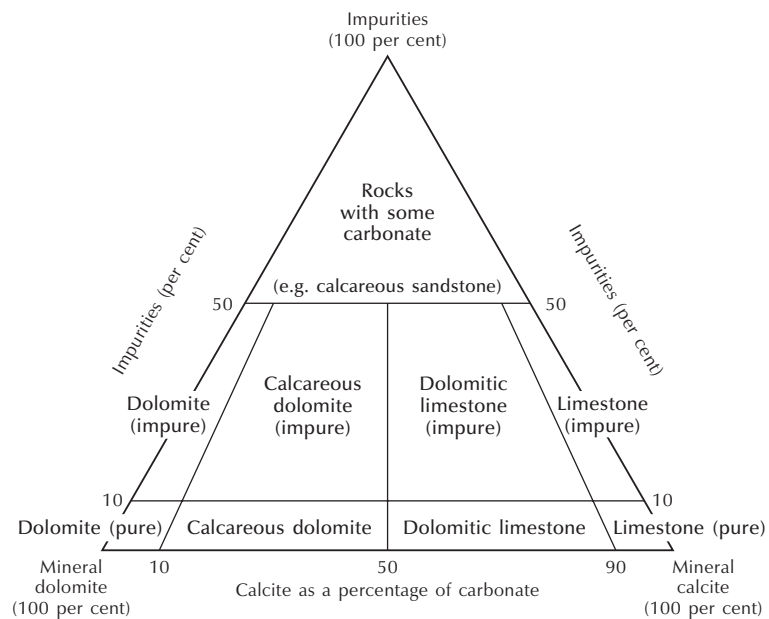 Impurities
(100 per cent)
Rocks
with some
carbonate
Impurities (per cent)
Impurities (per cent)
(e.g. calcareous sandstone)
50
50
Calcareous
dolomite
(impure)
Dolomitic
limestone
(impure)
Dolomite
(impure)
Limestone
(impure)
10
10
Dolomite (pure)
Calcareous dolomite
Dolomitic limestone
Limestone (pure)
Mineral
dolomite
(100 per cent)
10
50
90
Calcite as a percentage of carbonate
Mineral
calcite
(100 per cent)